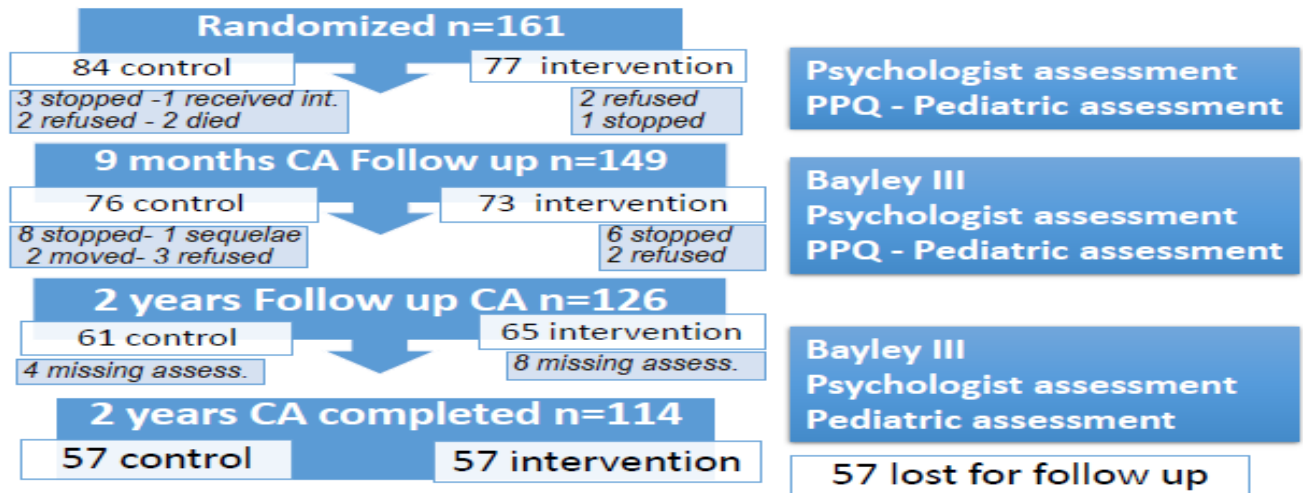 Randomized n=161
84 control
77 intervention
3 stopped -1 received int.
2 refused - 2 died
2 refused
1 stopped
Psychologist assessment
PPQ - Pediatric assessment
9 months CA Follow up n=149
76 control
73 intervention
8 stopped- 1 sequelae
2 moved- 3 refused
6 stopped
2 refused
Bayley III
Psychologist assessment
PPQ - Pediatric assessment
2 years Follow up CA n=126
61 control
65 intervention
4 missing assess.
8 missing assess.
Bayley III
Psychologist assessment
Pediatric assessment
2 years CA completed n=114
57 control
57 intervention
57 lost for follow up